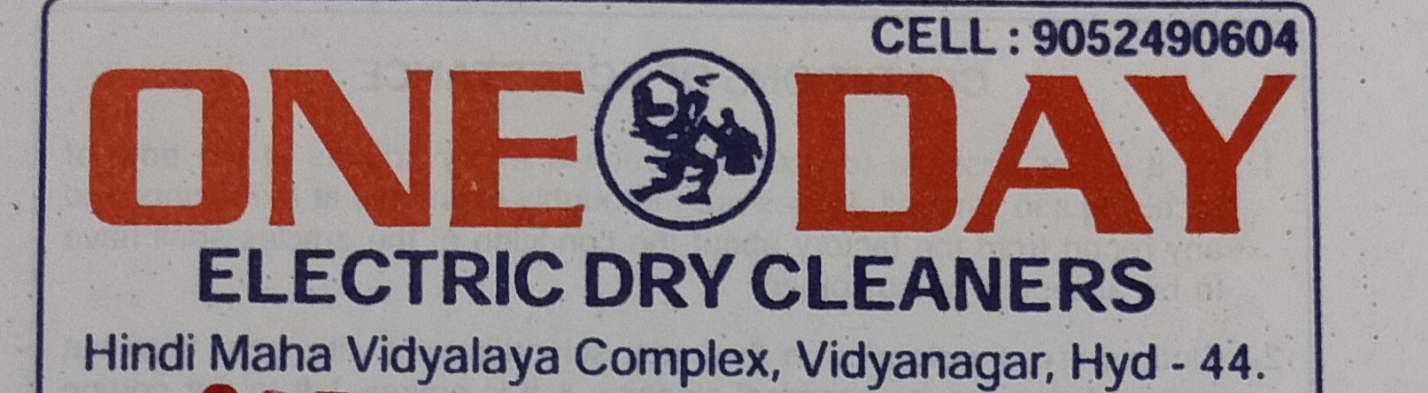 CELL : 9052490604
ONE DAY
ELECTRIC DRY CLEANERS
Hindi Maha Vidyalaya Complex, Vidyanagar, Hyd - 44.